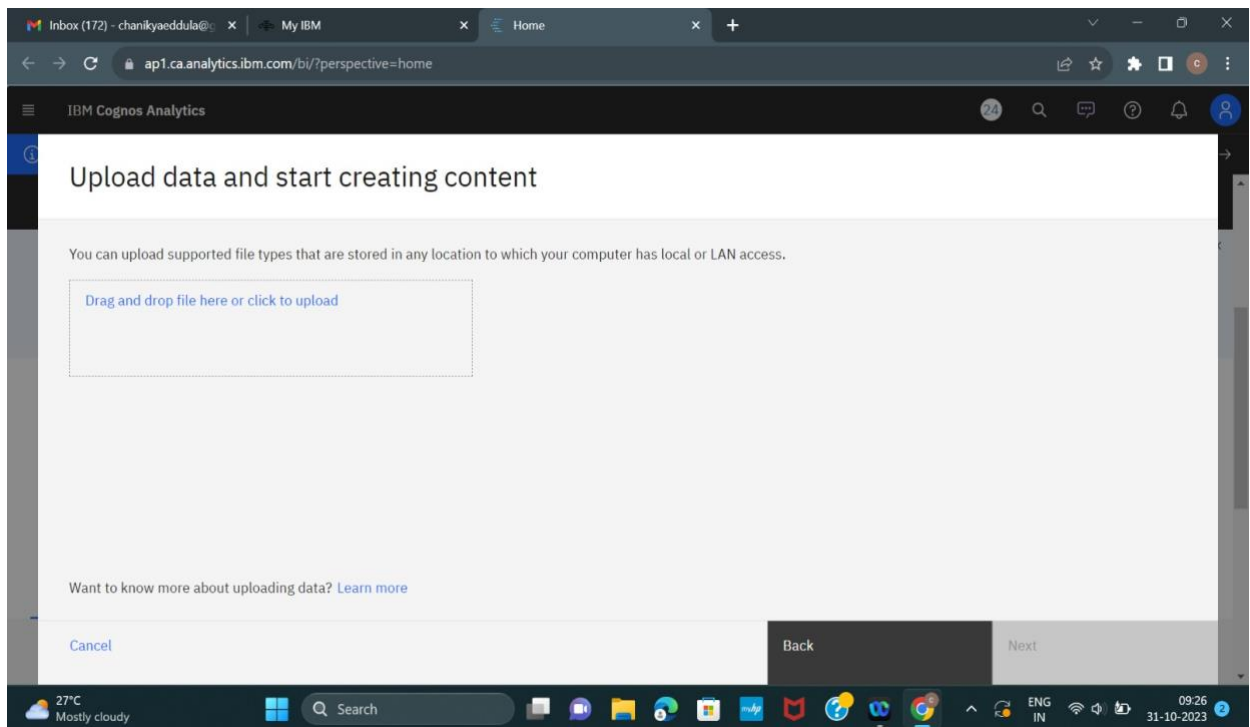 Inbox (172) - chanikyaeddula@g
My IBM
Home
ap1.ca.analytics.ibm.com/bi/?perspective=home
C
IBM Cognos Analytics
24
Upload data and start creating content
You can upload supported file types that are stored in any location to which your computer has local or LAN access.
Drag and drop file here or click to upload
Want to know more about uploading data? Learn more
Cancel
Back
Next
27°C
Mostly cloudy
Search
myhp
ENG
IN
09:26
31-10-2023
2